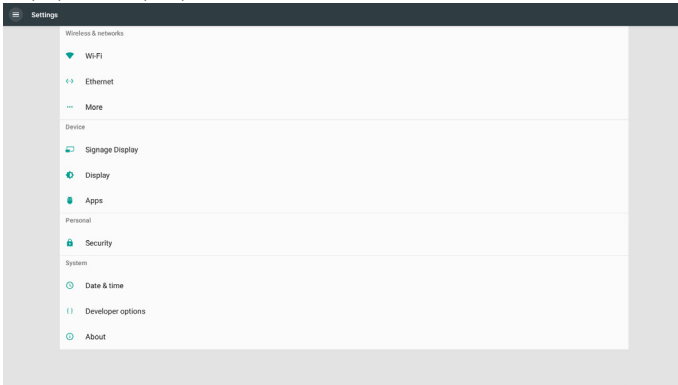 Settings
Wireless & networks
Wi-Fi
Ethernet
More
Device
Signage Display
Display
Apps
Personal
Security
System
Date & time
Developer options
About